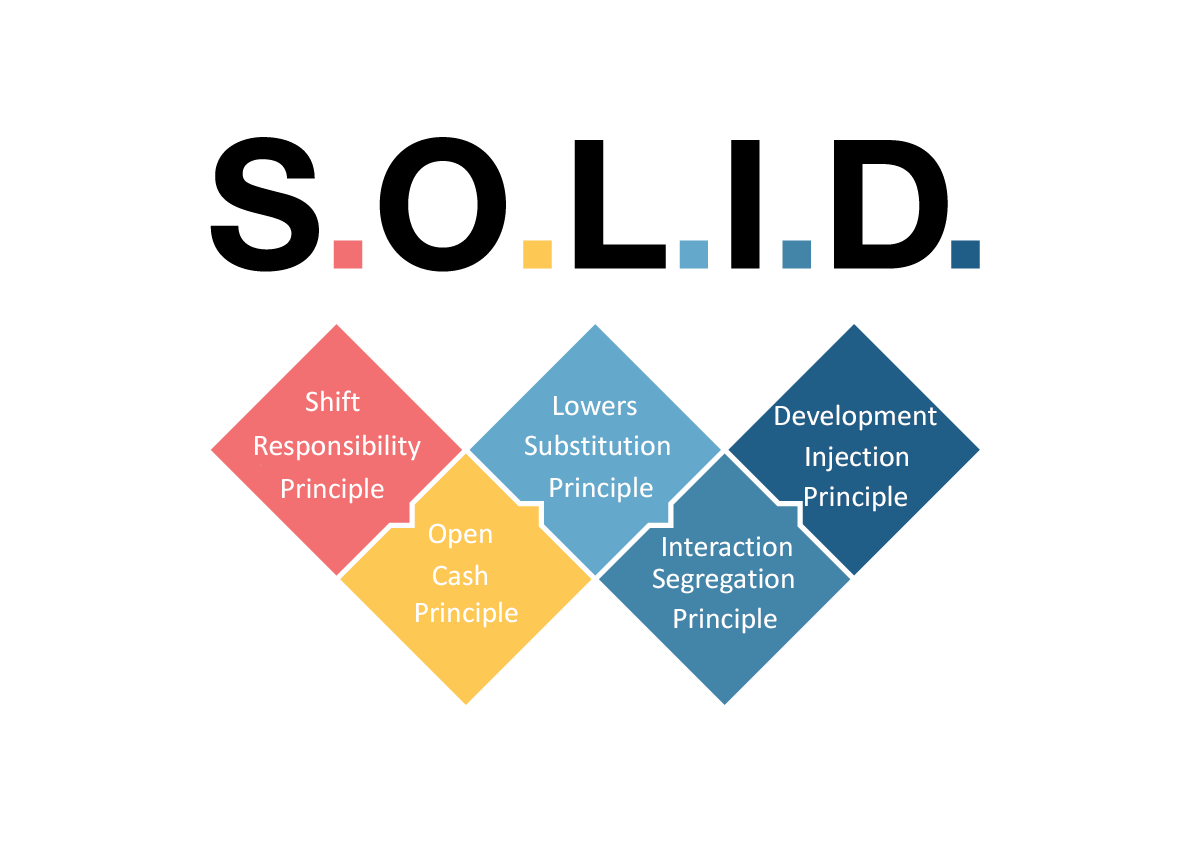 S.O.L.I.D.
Shift
Responsibility
Principle
Open
Cash
Principle
Lowers
Substitution
Principle
Interaction
Segregation
Principle
Development
Injection
Principle